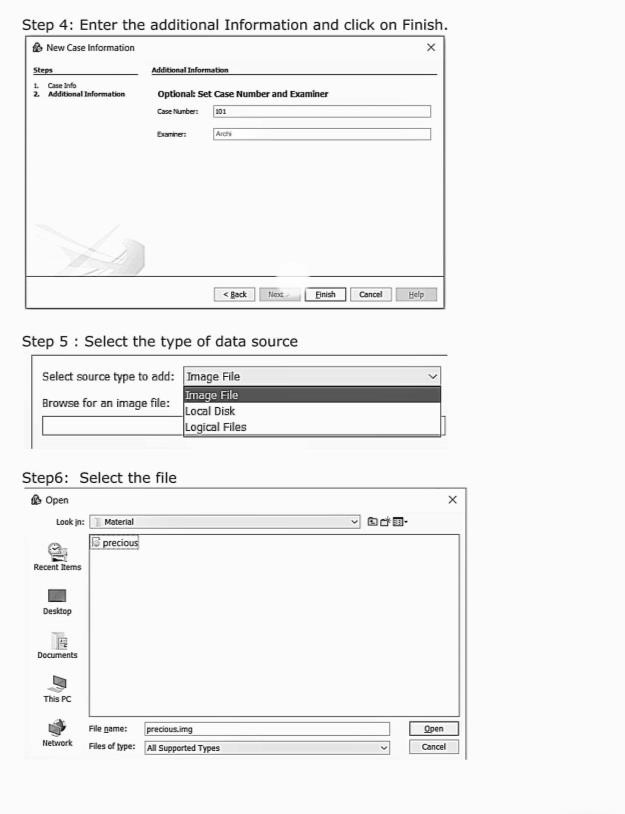 Step 4: Enter the additional Information and click on Finish.
New Case Information
Steps
Additional Information
1. Case Info
2. Additional Information
Optional: Set Case Number and Examiner
Case Number: 101
Examiner: Archi
< Back Next > Finish Cancel Help
Step 5 : Select the type of data source
Select source type to add: Image File
Image File
Browse for an image file:
Local Disk
Logical Files
Step6: Select the file
Open
Look in: Material
precious
Recent Items
Desktop
Documents
This PC
Network
File name: precious.img Open
Files of type: All Supported Types Cancel